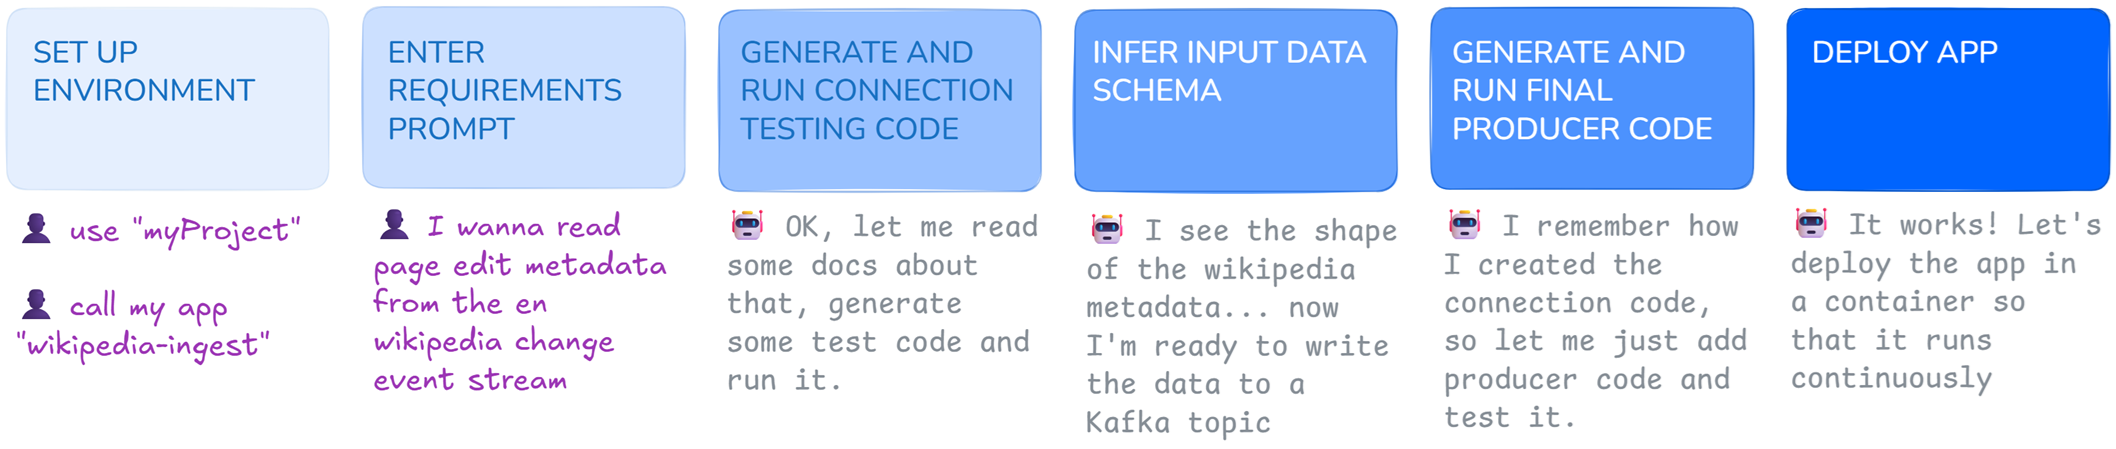 SET UP
ENVIRONMENT
use "myProject"
call my app
"wikipedia-ingest"
ENTER
REQUIREMENTS
PROMPT
I wanna read
page edit metadata
from the en
wikipedia change
event stream
GENERATE AND
RUN CONNECTION
TESTING CODE
OK, let me read
some docs about
that, generate
some test code and
run it.
INFER INPUT DATA
SCHEMA
I see the shape
of the wikipedia
metadata... now
I'm ready to write
the data to a
Kafka topic
GENERATE AND
RUN FINAL
PRODUCER CODE
I remember how
I created the
connection code,
so let me just add
producer code and
test it.
DEPLOY APP
It works! Let's
deploy the app in
a container so
that it runs
continuously